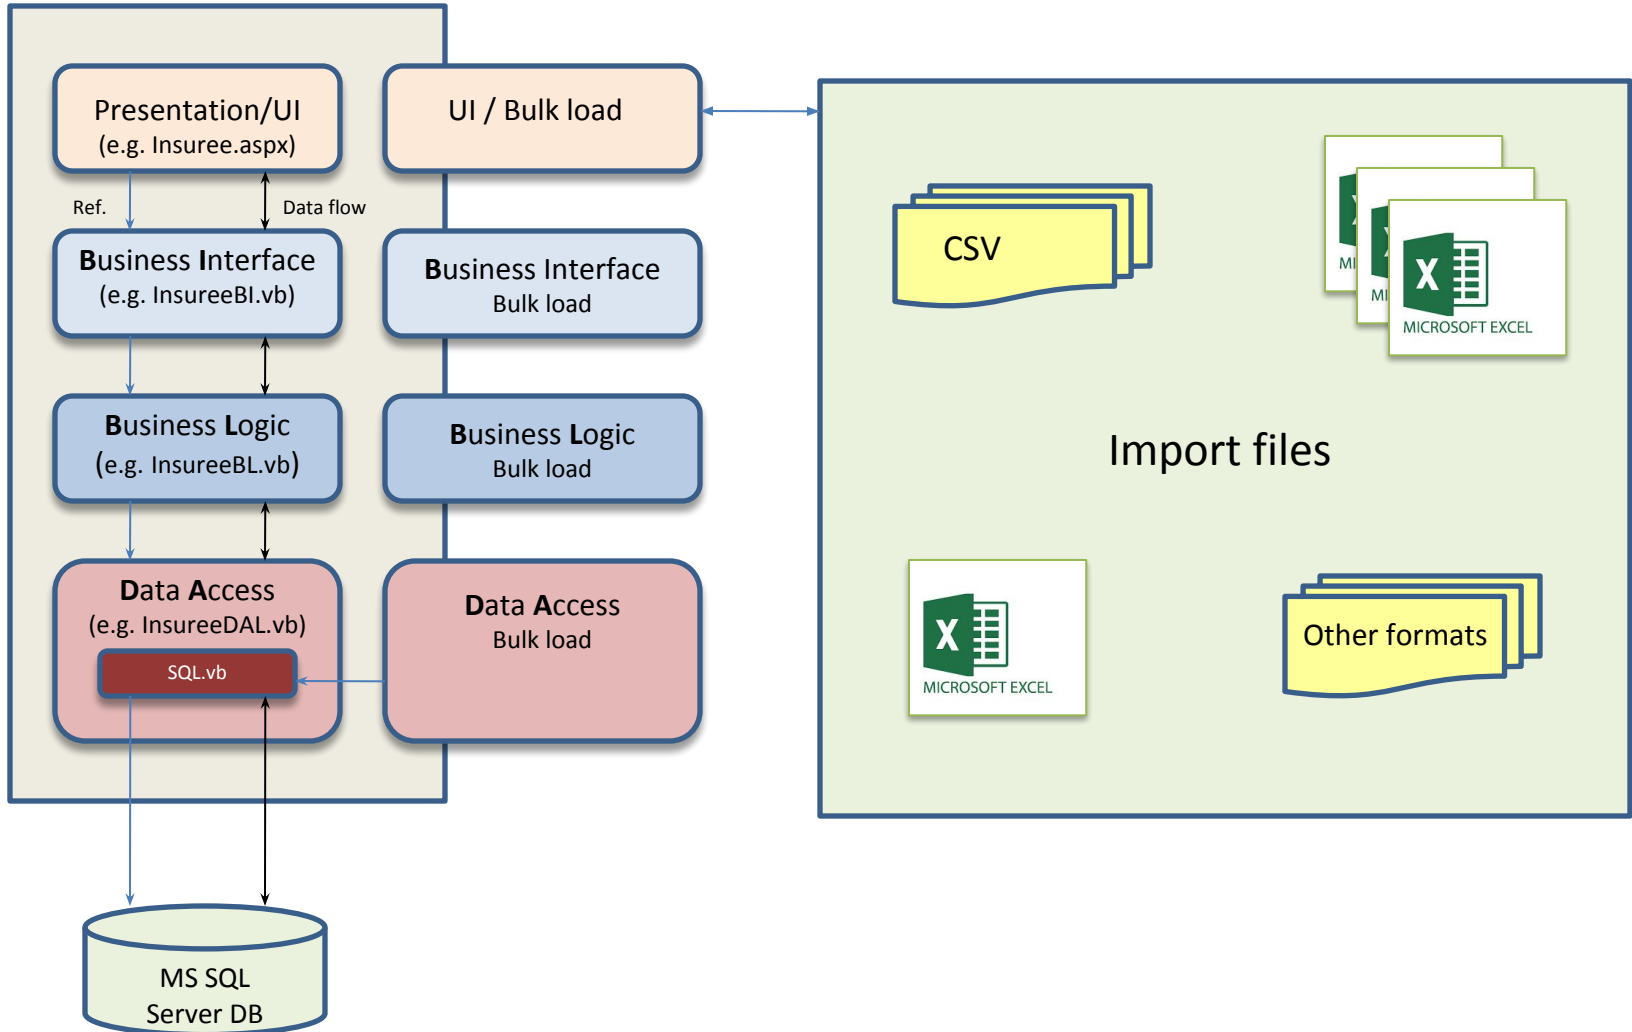 Presentation/UI
(e.g. Insuree.aspx)
UI / Bulk load
Ref.
Data flow
Business Interface
(e.g. InsureeBI.vb)
Business Interface
Bulk load
Business Logic
(e.g. InsureeBL.vb)
Business Logic
Bulk load
Data Access
(e.g. InsureeDAL.vb)
SQL.vb
Data Access
Bulk load
MS SQL
Server DB
CSV
X
MI
X
MI
X
MICROSOFT EXCEL
Import files
X
MICROSOFT EXCEL
Other formats